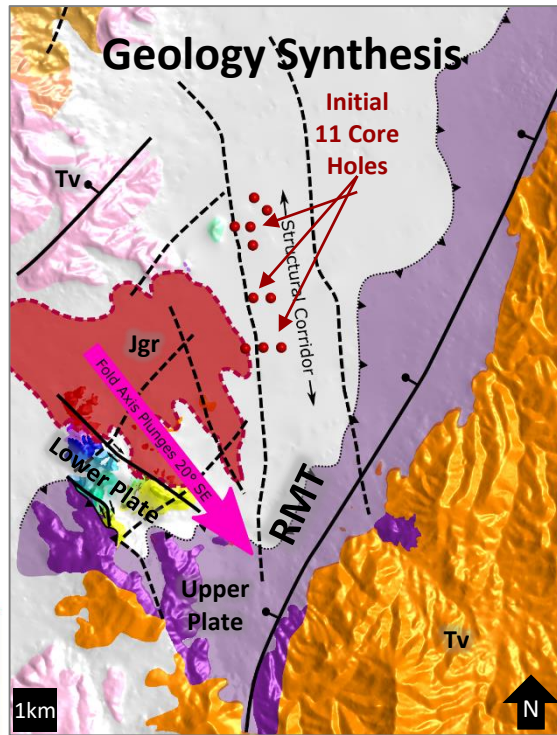 Geology Synthesis
Initial
11 Core
Holes
Tv
Structural Corridor
Jgr
Fold Axis Plunges 20° SE
Lower Plate
RMT
Upper
Plate
Tv
1km
N